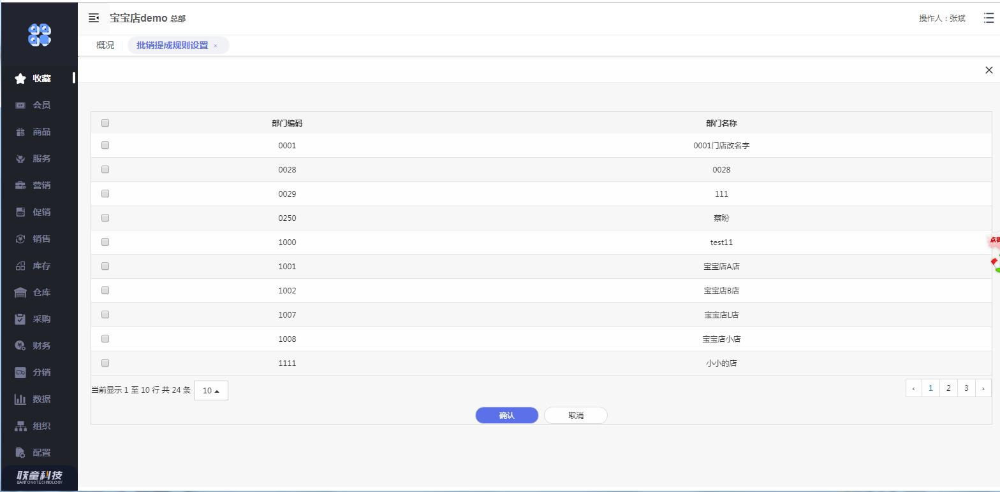 宝宝店demo 总部
操作人：张斌
概况
批销提成规则设置 ×
收藏
会员
商品
服务
营销
促销
销售
库存
仓库
采购
财务
分销
数据
组织
配置
联童科技
LIANTONGTECHNOLOGY
部门编码 部门名称
0001 0001门店改名字
0028 0028
0029 111
0250 蔡盼
1000 test11
1001 宝宝店A店
1002 宝宝店B店
1007 宝宝店L店
1008 宝宝店小店
1111 小小的店
当前显示 1 至 10 行 共 24 条 10
‹ 1 2 3 ›
确认 取消
点我